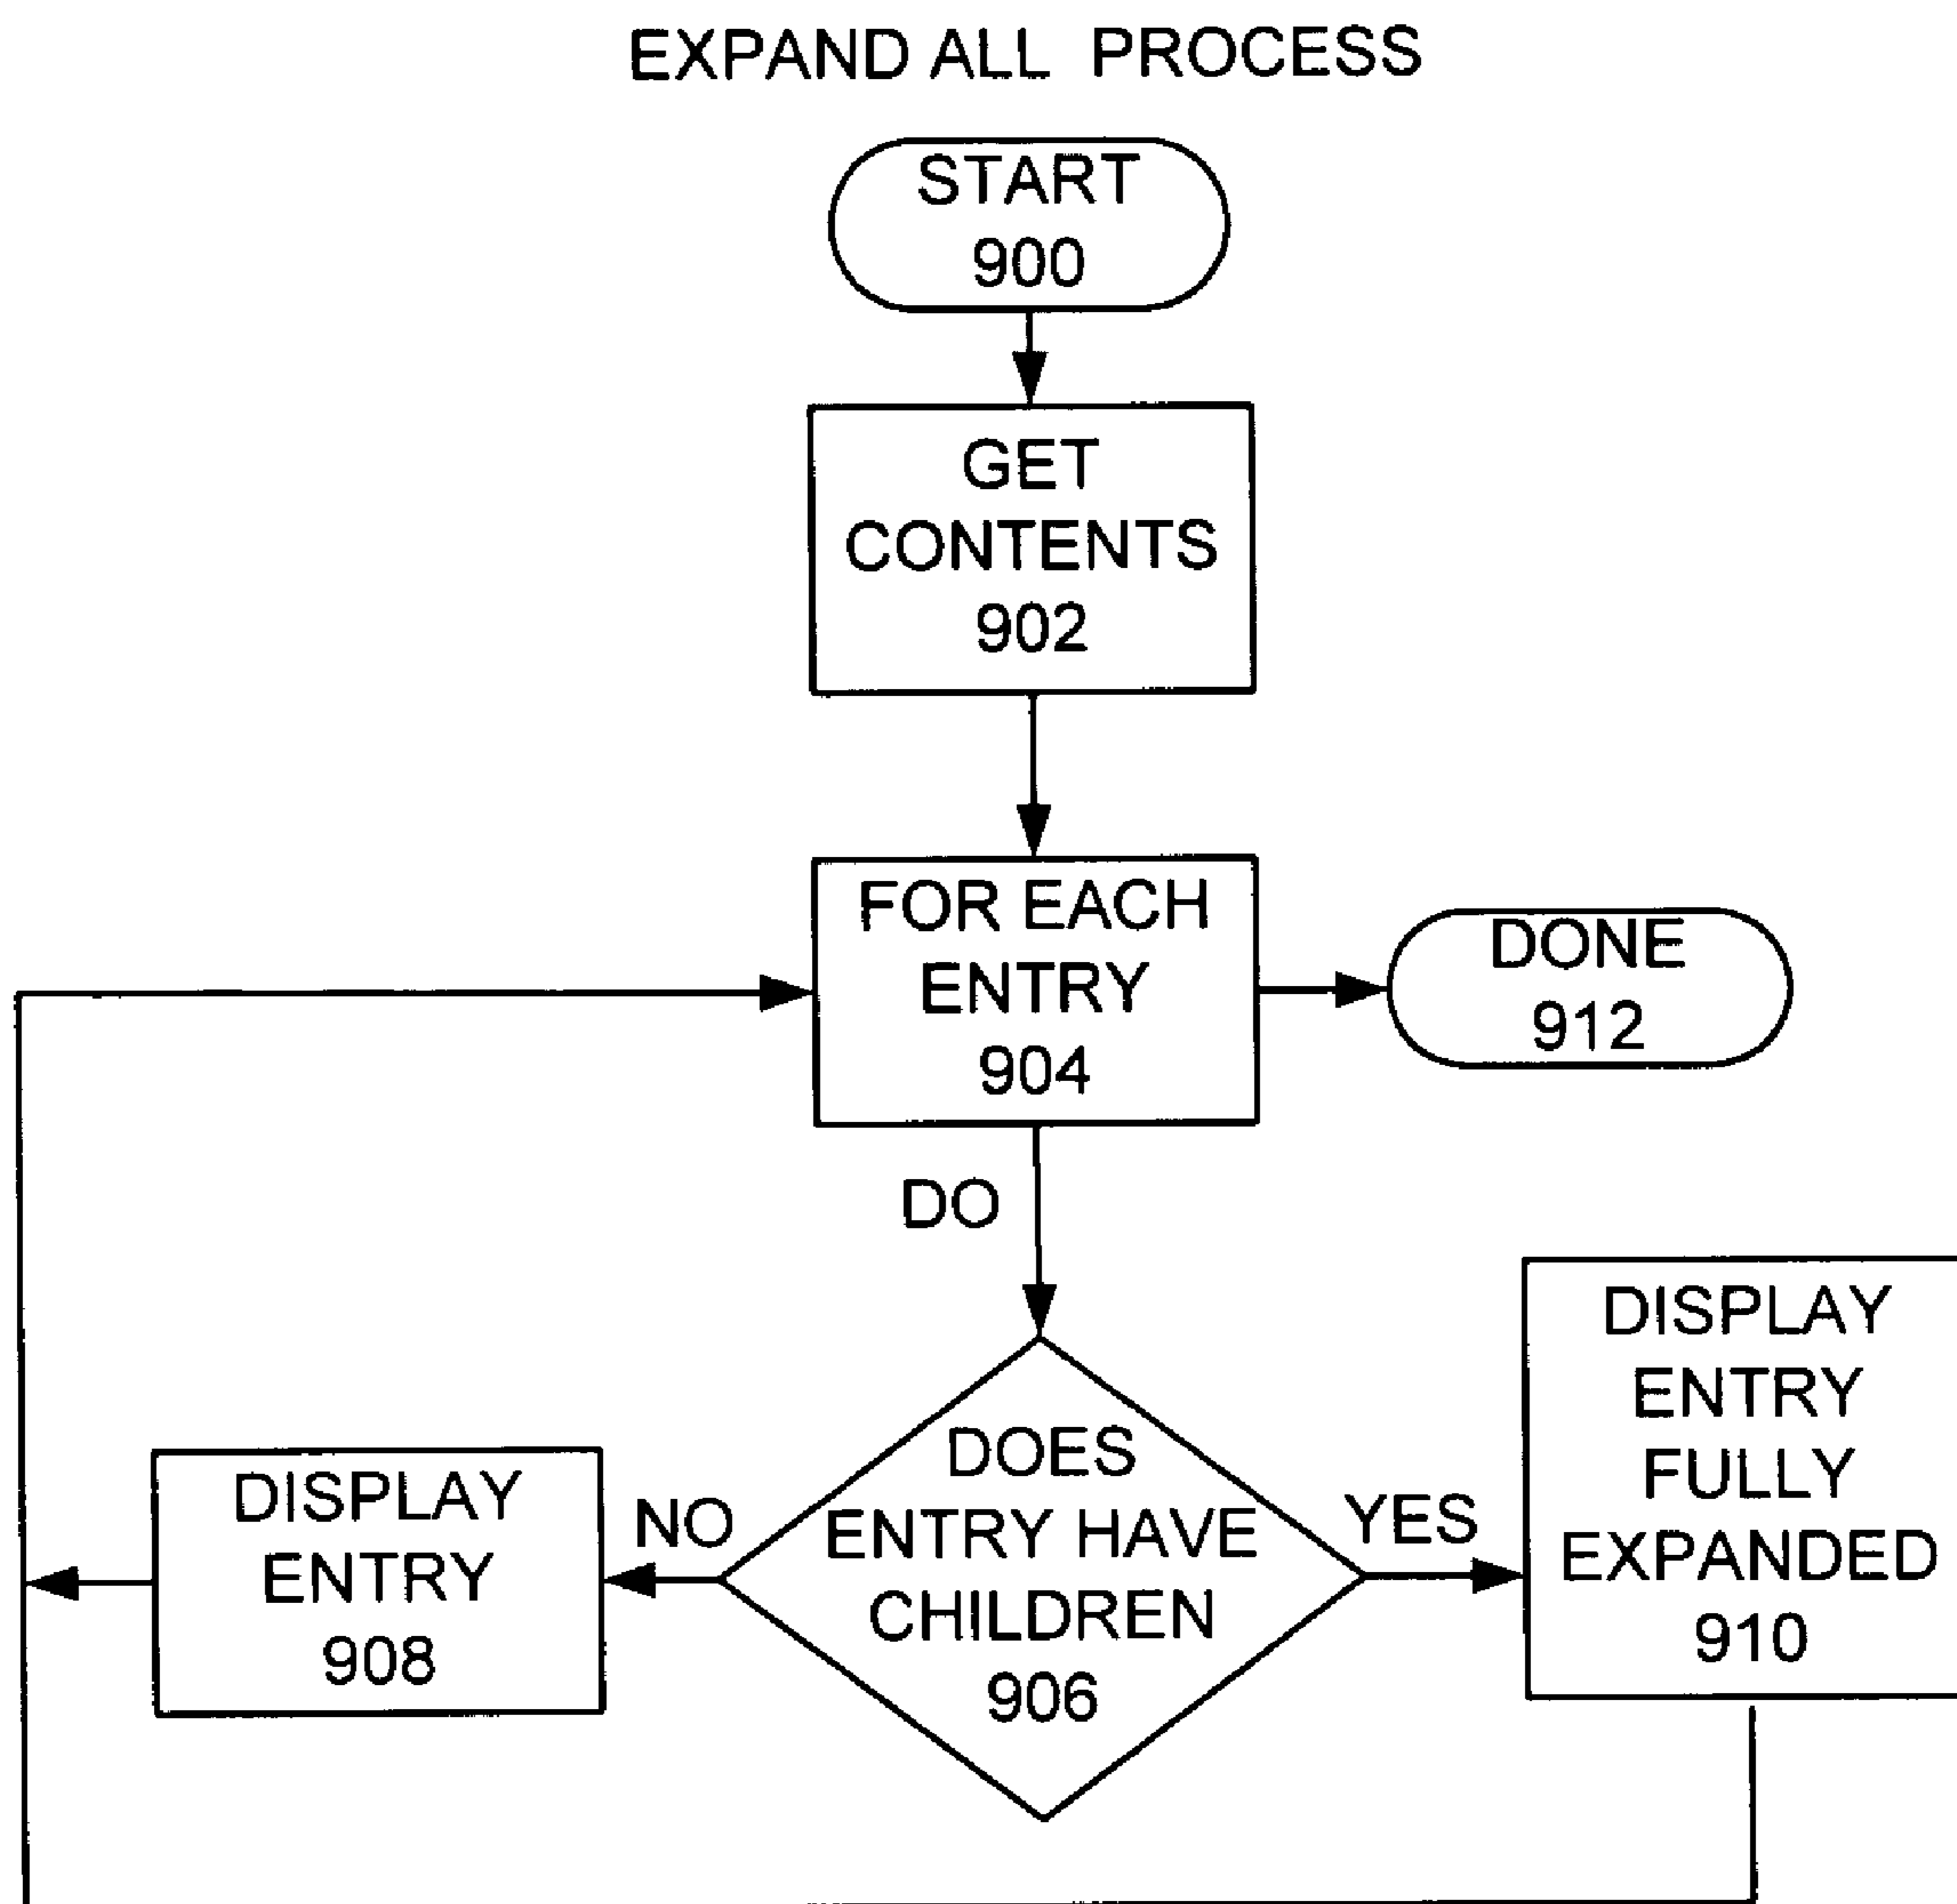 EXPAND ALL PROCESS
START
900
GET
CONTENTS
902
FOR EACH
ENTRY
904
DONE
912
DO
DOES
ENTRY HAVE
CHILDREN
906
NO
DISPLAY
ENTRY
908
YES
DISPLAY
ENTRY
FULLY
EXPANDED
910